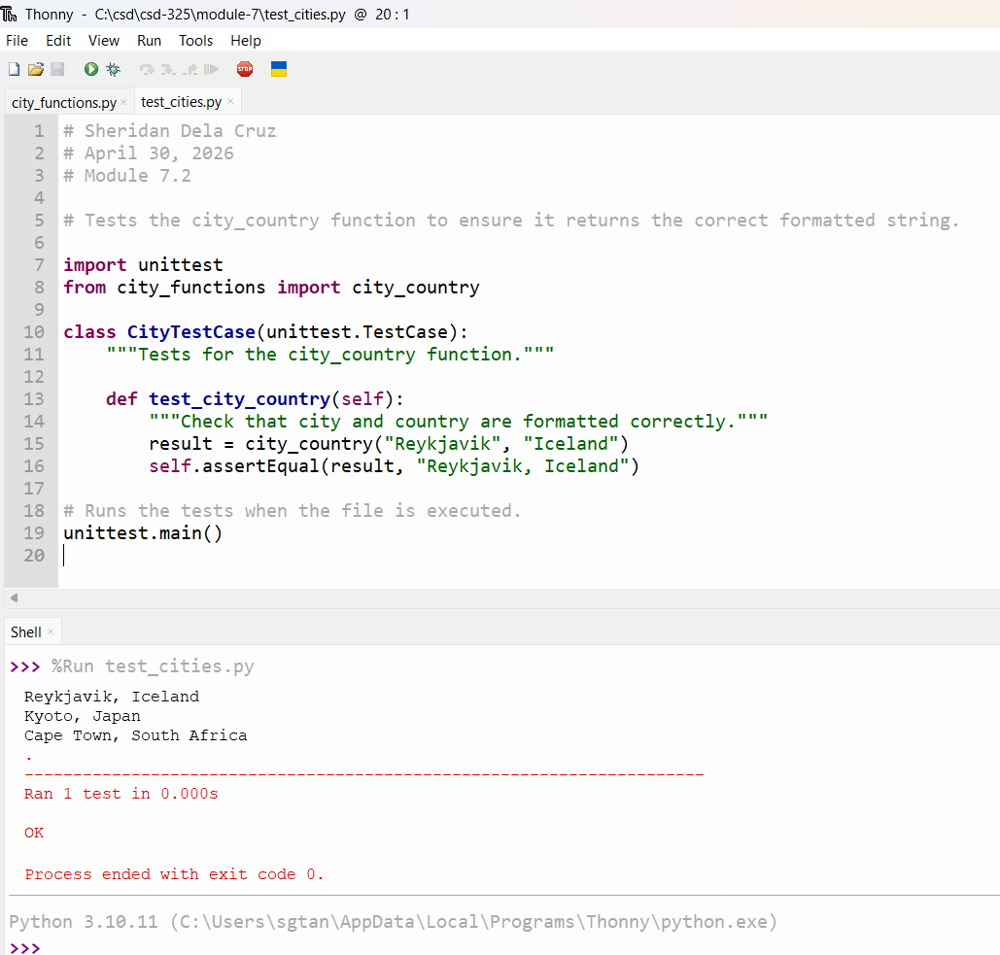 Th Thonny - C:\csd\csd-325\module-7\test_cities.py @ 20 : 1
File Edit View Run Tools Help
STOP
city_functions.py × test_cities.py ×
1 # Sheridan Dela Cruz
2 # April 30, 2026
3 # Module 7.2
4
5 # Tests the city_country function to ensure it returns the correct formatted string.
6
7 import unittest
8 from city_functions import city_country
9
10 class CityTestCase(unittest.TestCase):
11     """Tests for the city_country function."""
12
13     def test_city_country(self):
14         """Check that city and country are formatted correctly."""
15         result = city_country("Reykjavik", "Iceland")
16         self.assertEqual(result, "Reykjavik, Iceland")
17
18 # Runs the tests when the file is executed.
19 unittest.main()
20
Shell ×
>>> %Run test_cities.py
Reykjavik, Iceland
Kyoto, Japan
Cape Town, South Africa
.
----------------------------------------------------------------------
Ran 1 test in 0.000s
OK
Process ended with exit code 0.
Python 3.10.11 (C:\Users\sgtan\AppData\Local\Programs\Thonny\python.exe)
>>>